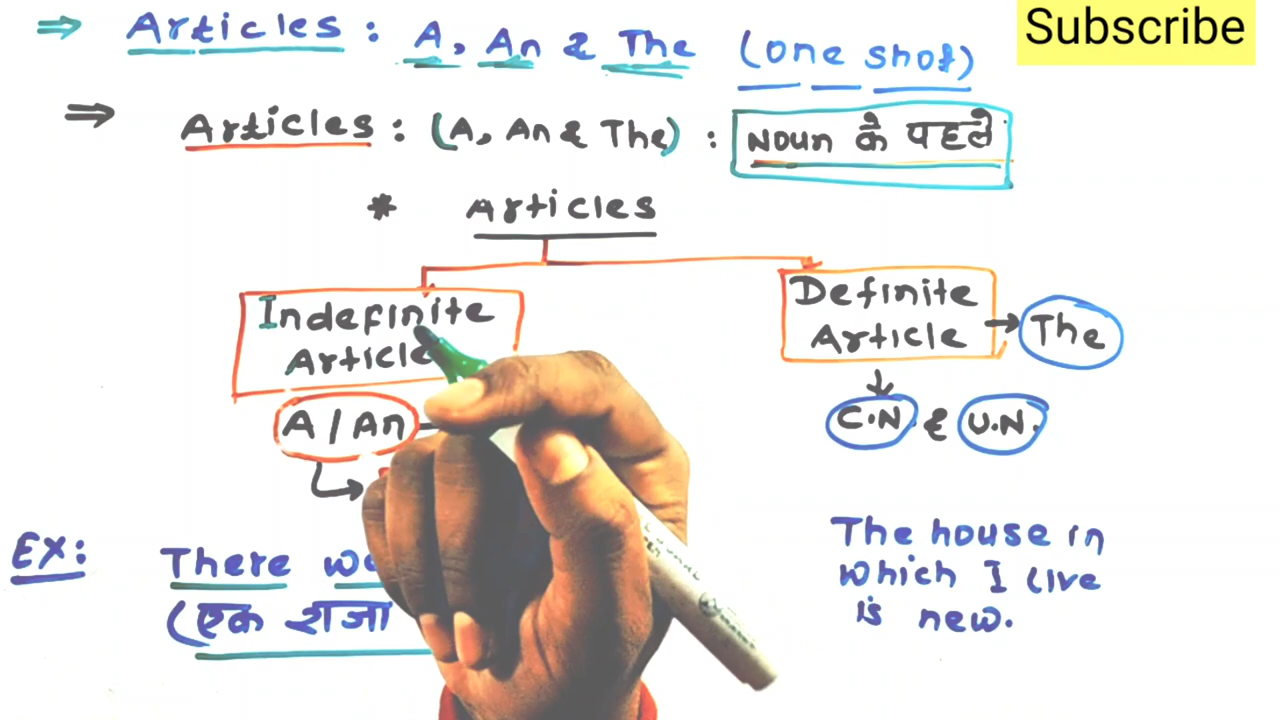 ⇒ Articles : A, An & The (one shot)
Subscribe
⇒ Articles : (A, An & The) : Noun के पहले
* Articles
Indefinite
Article
A / An
Definite
Article → The
C.N. & U.N.
EX: There
(एक राजा
The house in
which I live
is new.